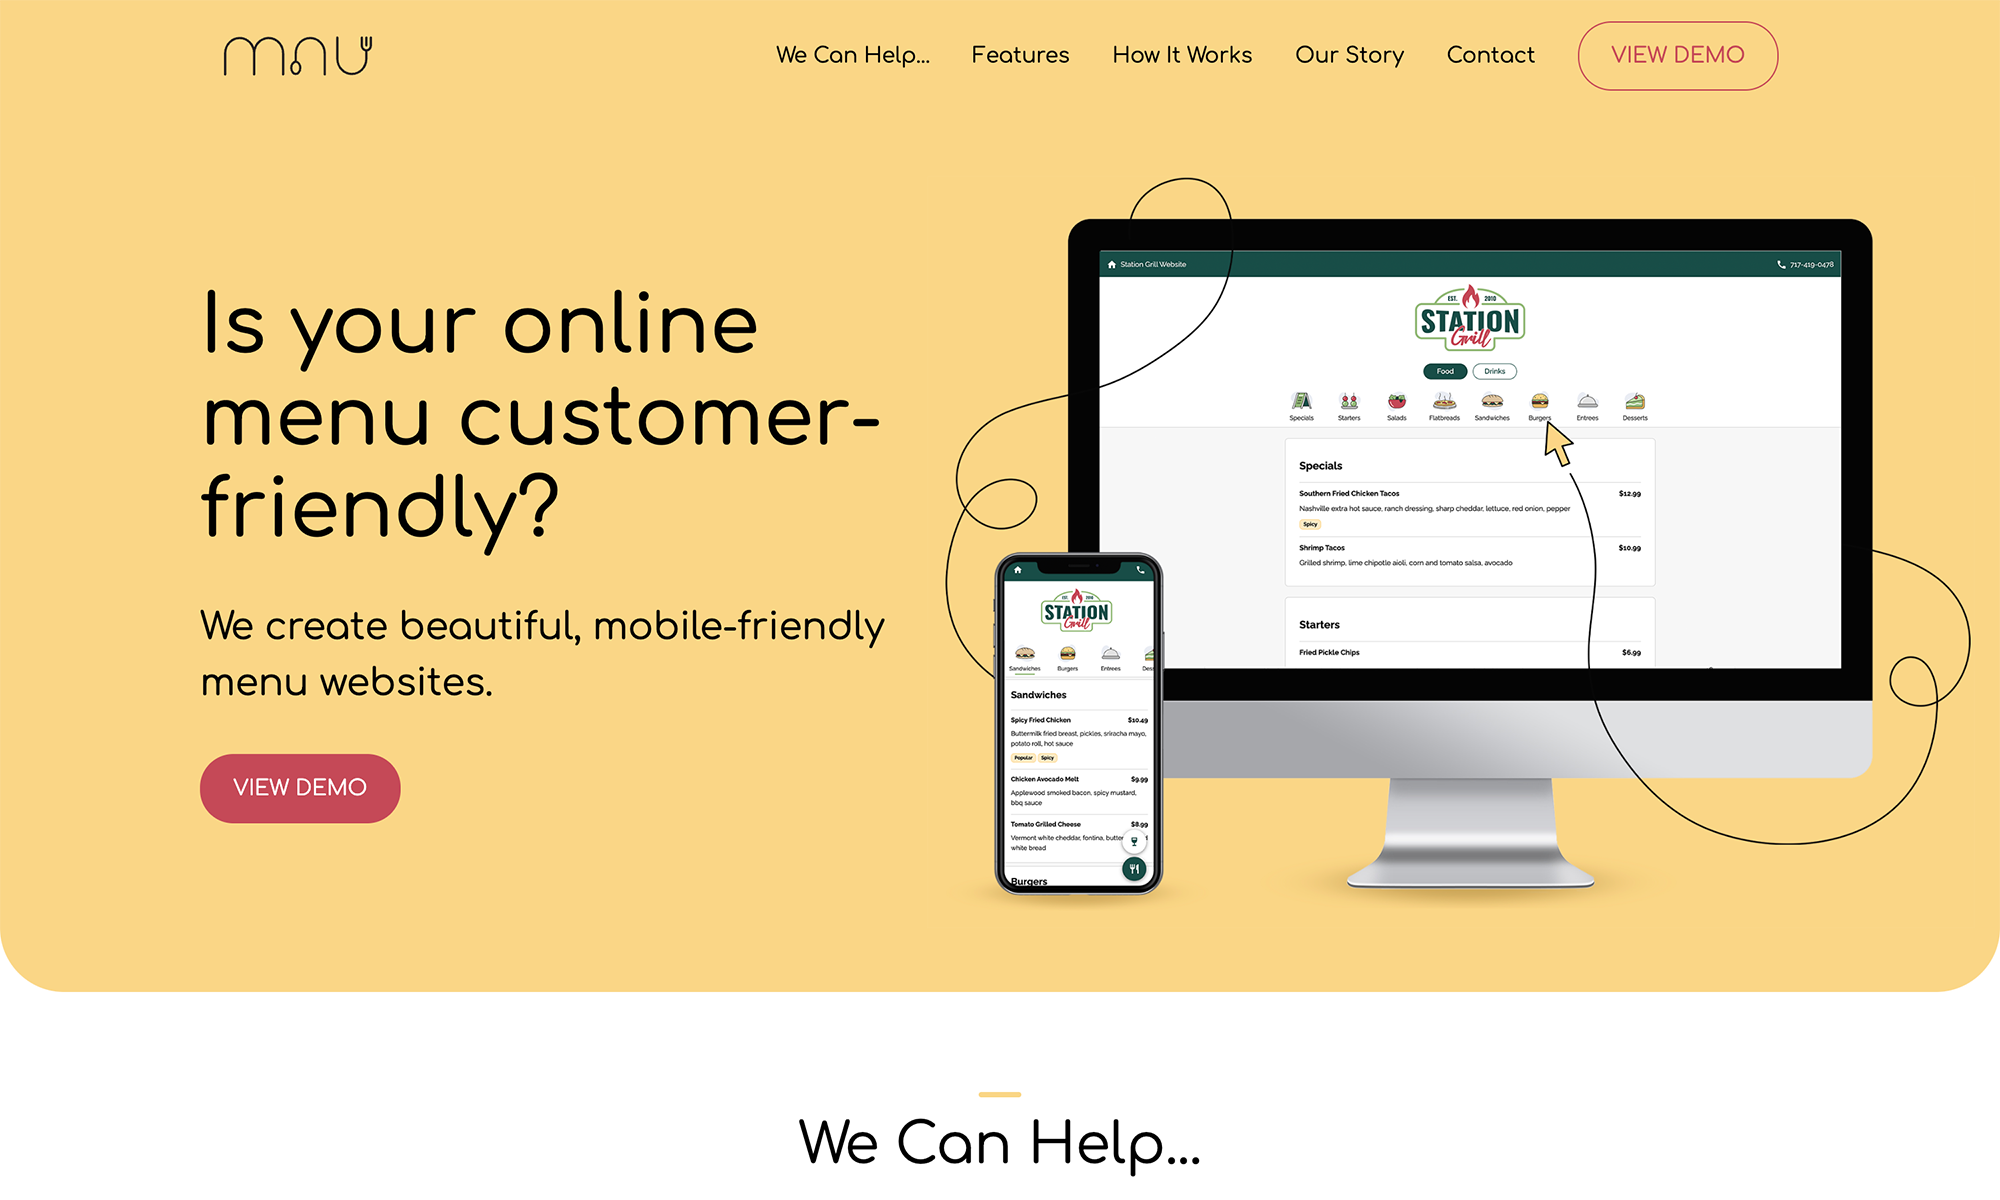 mnu
We Can Help...
Features
How It Works
Our Story
Contact
VIEW DEMO
Is your online
menu customer-
friendly?
We create beautiful, mobile-friendly
menu websites.
VIEW DEMO
Station Grill Website
717-419-0478
EST. 2010
STATION
Grill
Food
Drinks
Specials
Starters
Salads
Flatbreads
Sandwiches
Burgers
Entrees
Desserts
Specials
Southern Fried Chicken Tacos $12.99
Nashville extra hot sauce, ranch dressing, sharp cheddar, lettuce, red onion, pepper
Spicy
Shrimp Tacos $10.99
Grilled shrimp, lime chipotle aioli, corn and tomato salsa, avocado
Starters
Fried Pickle Chips $6.99
EST. 2010
STATION
Grill
Sandwiches
Burgers
Entrees
Sandwiches
Spicy Fried Chicken $10.49
Buttermilk fried breast, pickles, sriracha mayo,
potato roll, hot sauce
Popular Spicy
Chicken Avocado Melt $9.99
Applewood smoked bacon, spicy mustard,
bbq sauce
Tomato Grilled Cheese $8.99
Vermont white cheddar, fontina,
white bread
Burgers
We Can Help...